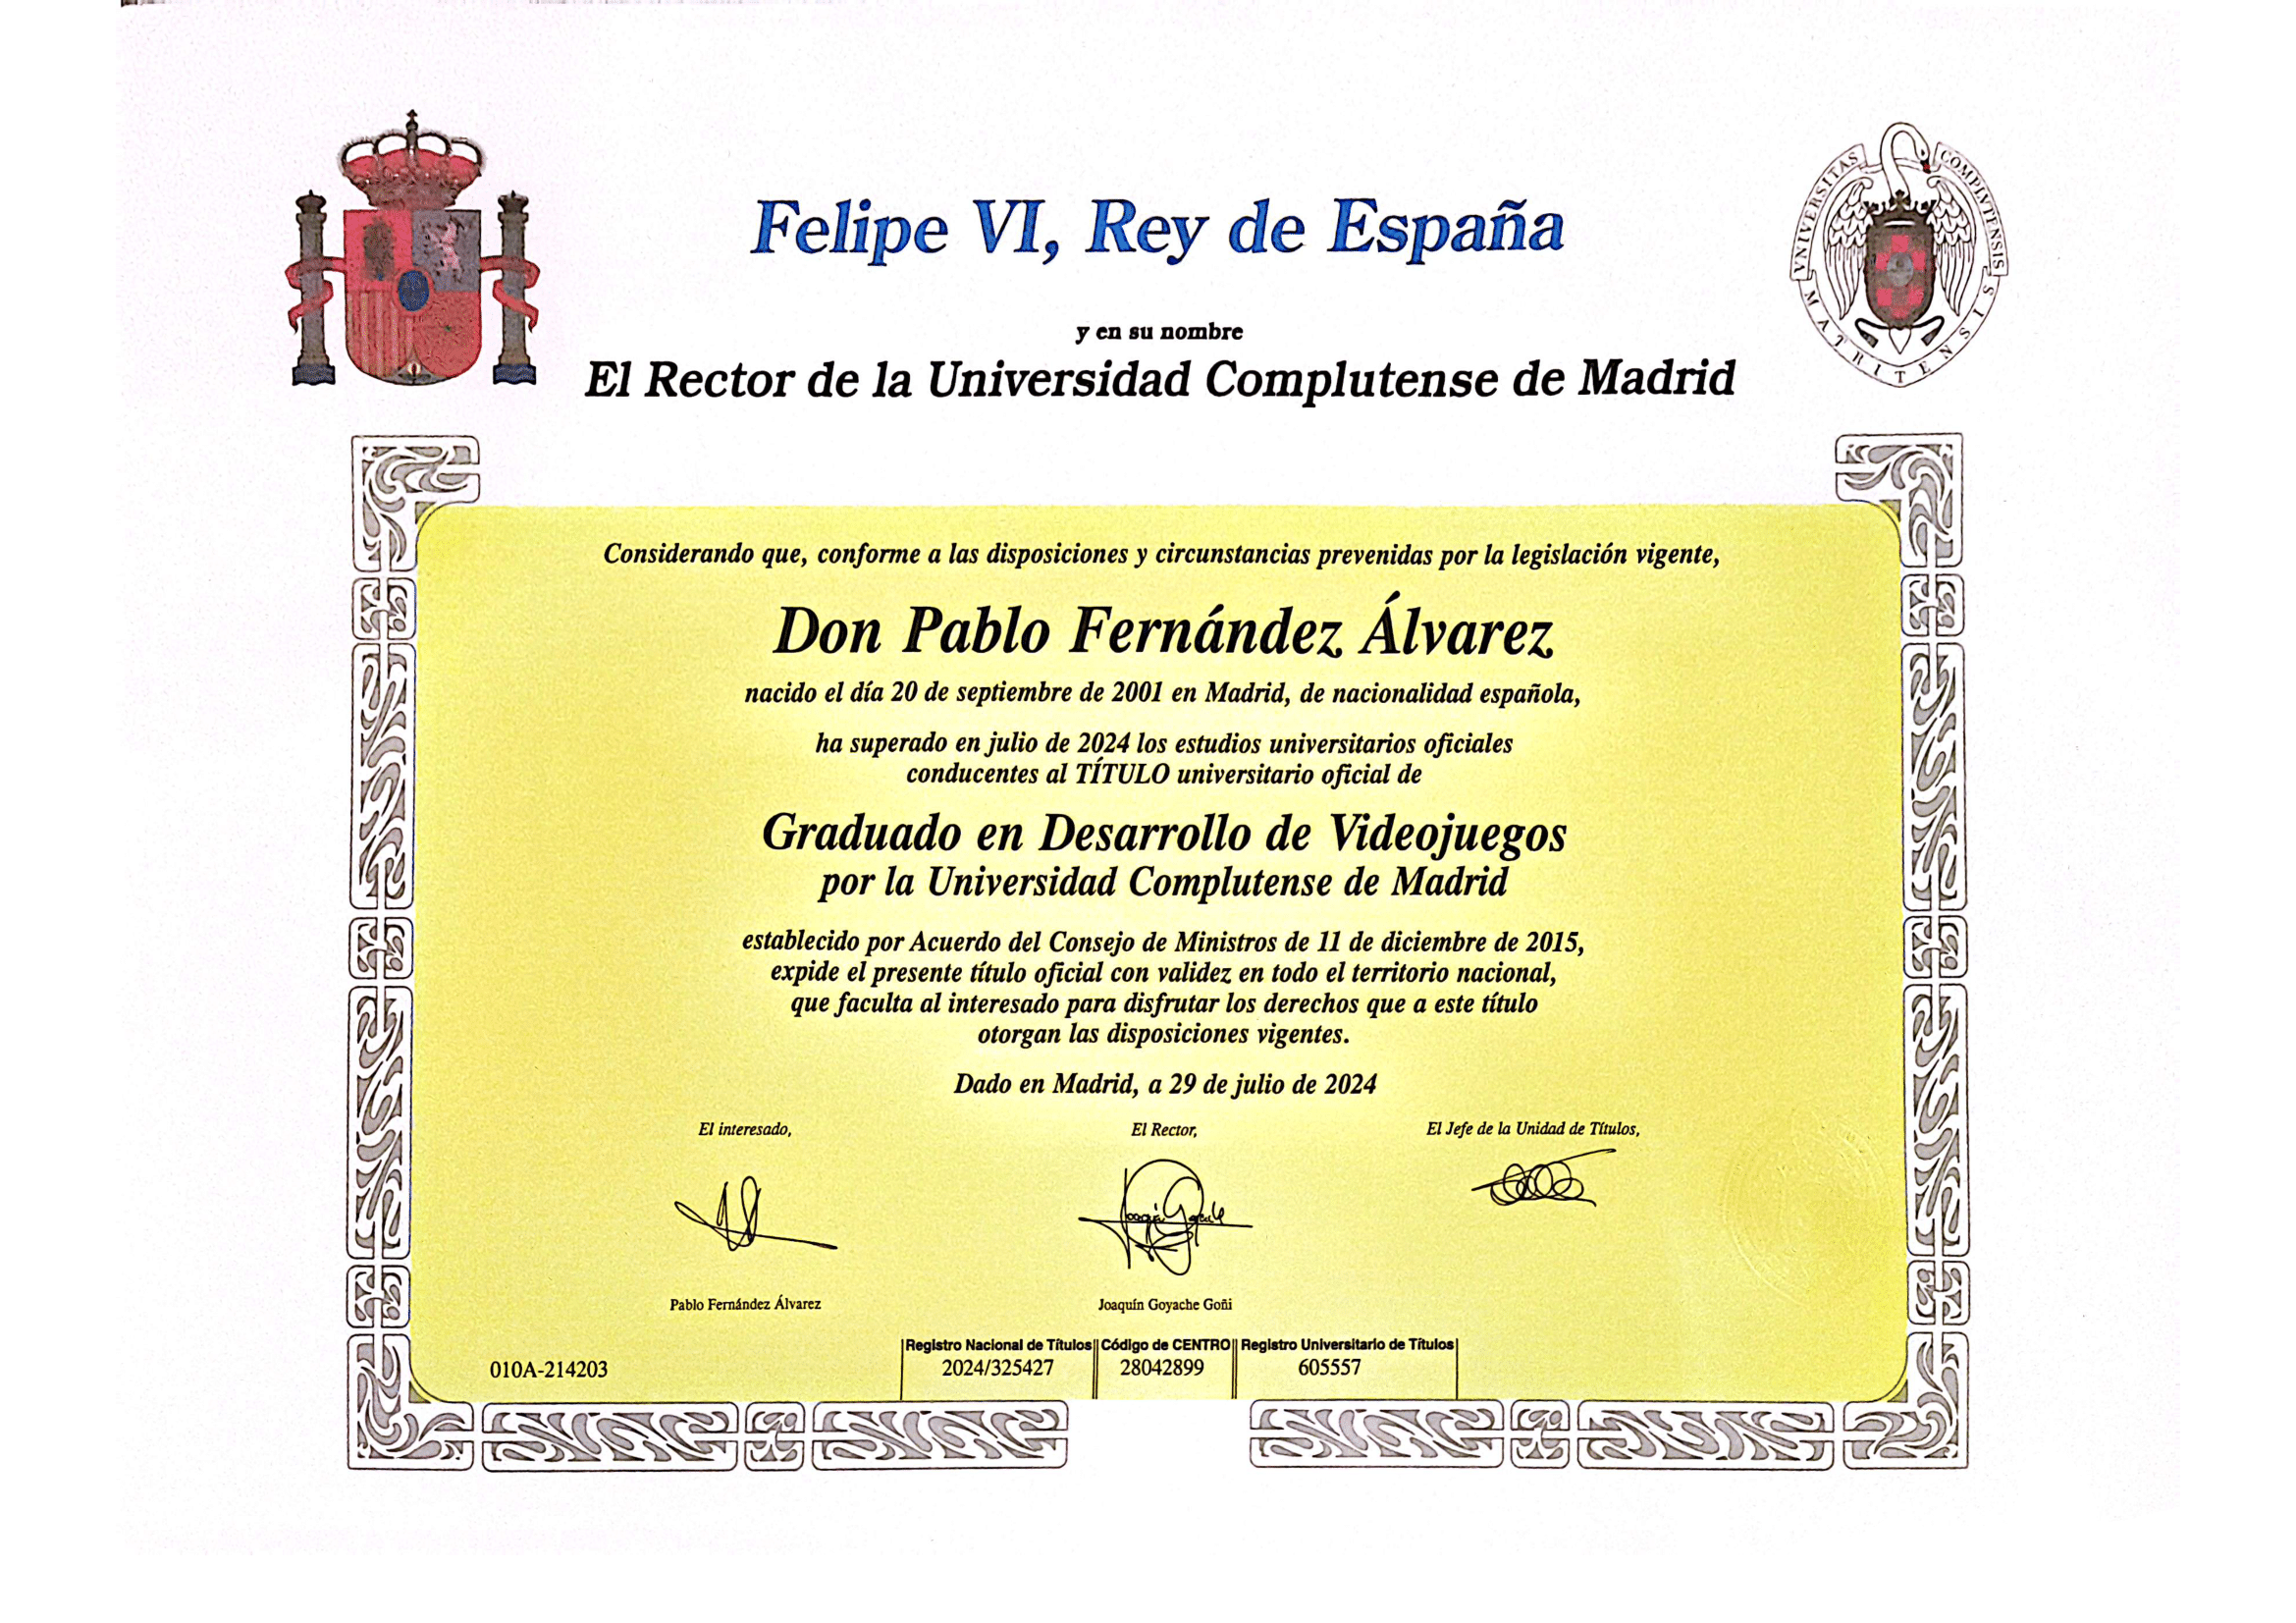 Felipe VI, Rey de España
VNIVERSITAS COMPLVTENSIS MATRITENSIS
y en su nombre
El Rector de la Universidad Complutense de Madrid
Considerando que, conforme a las disposiciones y circunstancias prevenidas por la legislación vigente,
Don Pablo Fernández Álvarez
nacido el día 20 de septiembre de 2001 en Madrid, de nacionalidad española,
ha superado en julio de 2024 los estudios universitarios oficiales
conducentes al TÍTULO universitario oficial de
Graduado en Desarrollo de Videojuegos
por la Universidad Complutense de Madrid
establecido por Acuerdo del Consejo de Ministros de 11 de diciembre de 2015,
expide el presente título oficial con validez en todo el territorio nacional,
que faculta al interesado para disfrutar los derechos que a este título
otorgan las disposiciones vigentes.
Dado en Madrid, a 29 de julio de 2024
El interesado, El Rector, El Jefe de la Unidad de Títulos,
Pablo Fernández Álvarez Joaquín Goyache Goñi
Registro Nacional de Títulos Código de CENTRO Registro Universitario de Títulos
010A-214203 2024/325427 28042899 605557